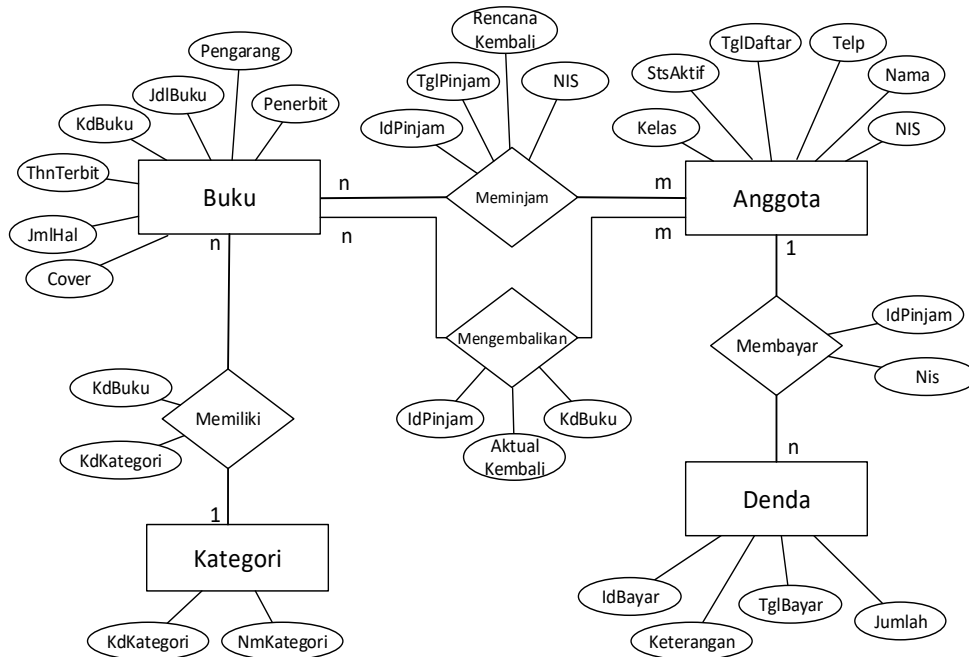 Rencana
Kembali
Pengarang
TglDaftar
Telp
JdlBuku
TglPinjam
NIS
StsAktif
Nama
KdBuku
Penerbit
IdPinjam
Kelas
NIS
ThnTerbit
Buku
n
Meminjam
m
Anggota
JmlHal
n
n
m
1
Cover
IdPinjam
Mengembalikan
Membayar
Nis
KdBuku
IdPinjam
KdBuku
Memiliki
Aktual
Kembali
KdKategori
n
Denda
1
Kategori
IdBayar
TglBayar
Jumlah
KdKategori
NmKategori
Keterangan